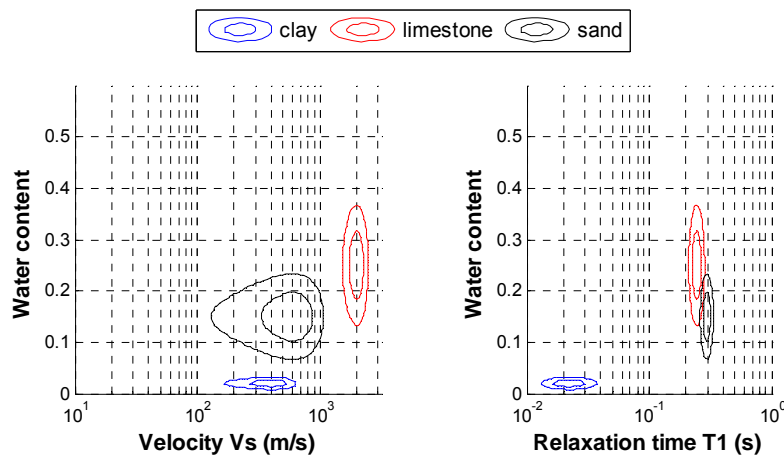 clay limestone sand
Water content
0.5
0.4
0.3
0.2
0.1
0
10^1 10^2 10^3
Velocity Vs (m/s)
Water content
0.5
0.4
0.3
0.2
0.1
0
10^-2 10^-1 10^0
Relaxation time T1 (s)